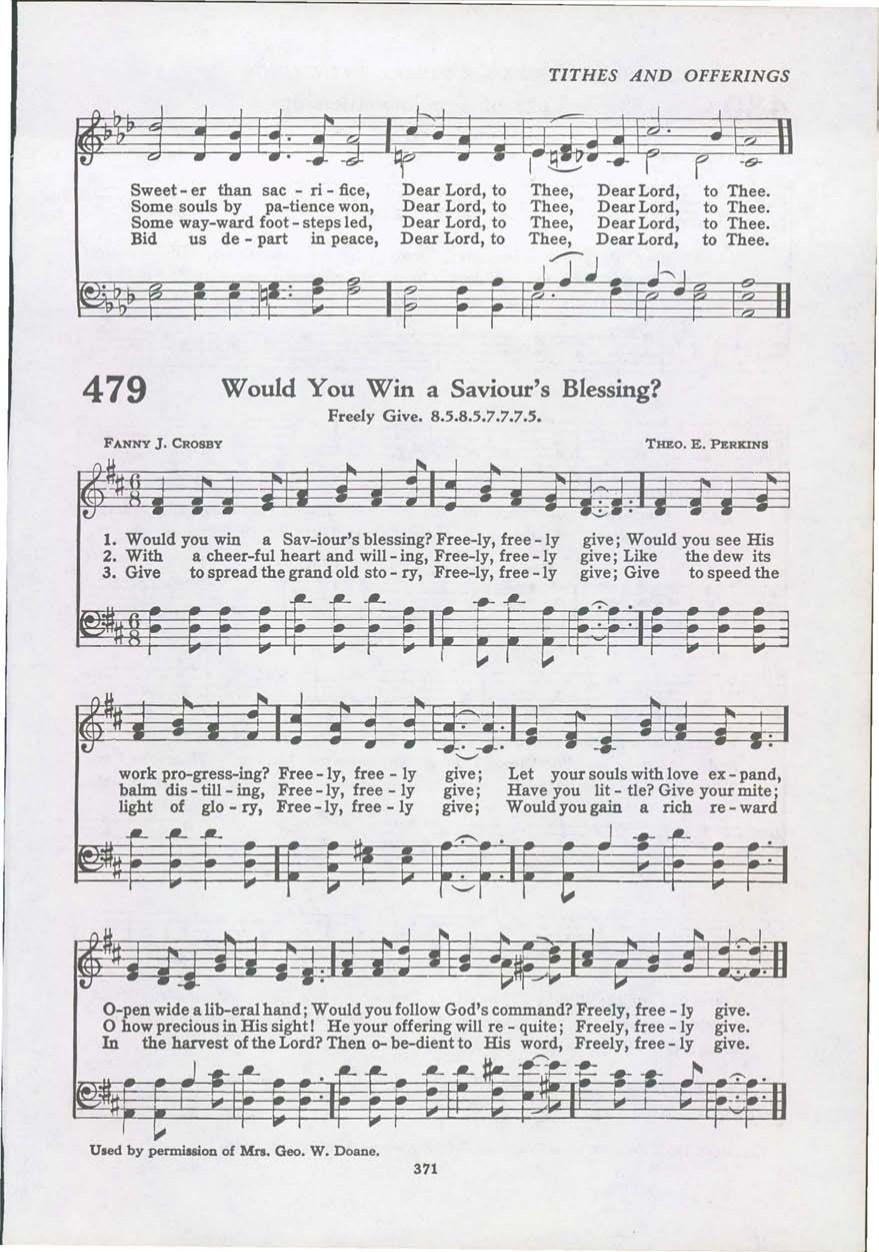 TITHES AND OFFERINGS
Sweet-er than sac - ri - fice, Dear Lord, to Thee, Dear Lord, to Thee.
Some souls by pa-tience won, Dear Lord, to Thee, Dear Lord, to Thee.
Some way-ward foot-steps led, Dear Lord, to Thee, Dear Lord, to Thee.
Bid us de - part in peace, Dear Lord, to Thee, Dear Lord, to Thee.
479 Would You Win a Saviour's Blessing?
Freely Give. 8.5.8.5.7.7.7.5.
FANNY J. CROSBY THEO. E. PERKINS
6 8
1. Would you win a Sav-iour's blessing? Free-ly, free - ly give; Would you see His
2. With a cheer-ful heart and will - ing, Free-ly, free - ly give; Like the dew its
3. Give to spread the grand old sto - ry, Free-ly, free - ly give; Give to speed the
6 8
work pro-gress-ing? Free - ly, free - ly give; Let your souls with love ex - pand,
balm dis - till - ing, Free - ly, free - ly give; Have you lit - tle? Give your mite;
light of glo - ry, Free - ly, free - ly give; Would you gain a rich re - ward
O-pen wide a lib-eral hand; Would you follow God's command? Freely, free - ly give.
O how precious in His sight! He your offering will re - quite; Freely, free - ly give.
In the harvest of the Lord? Then o- be-dient to His word, Freely, free - ly give.
Used by permission of Mrs. Geo. W. Doane.
371